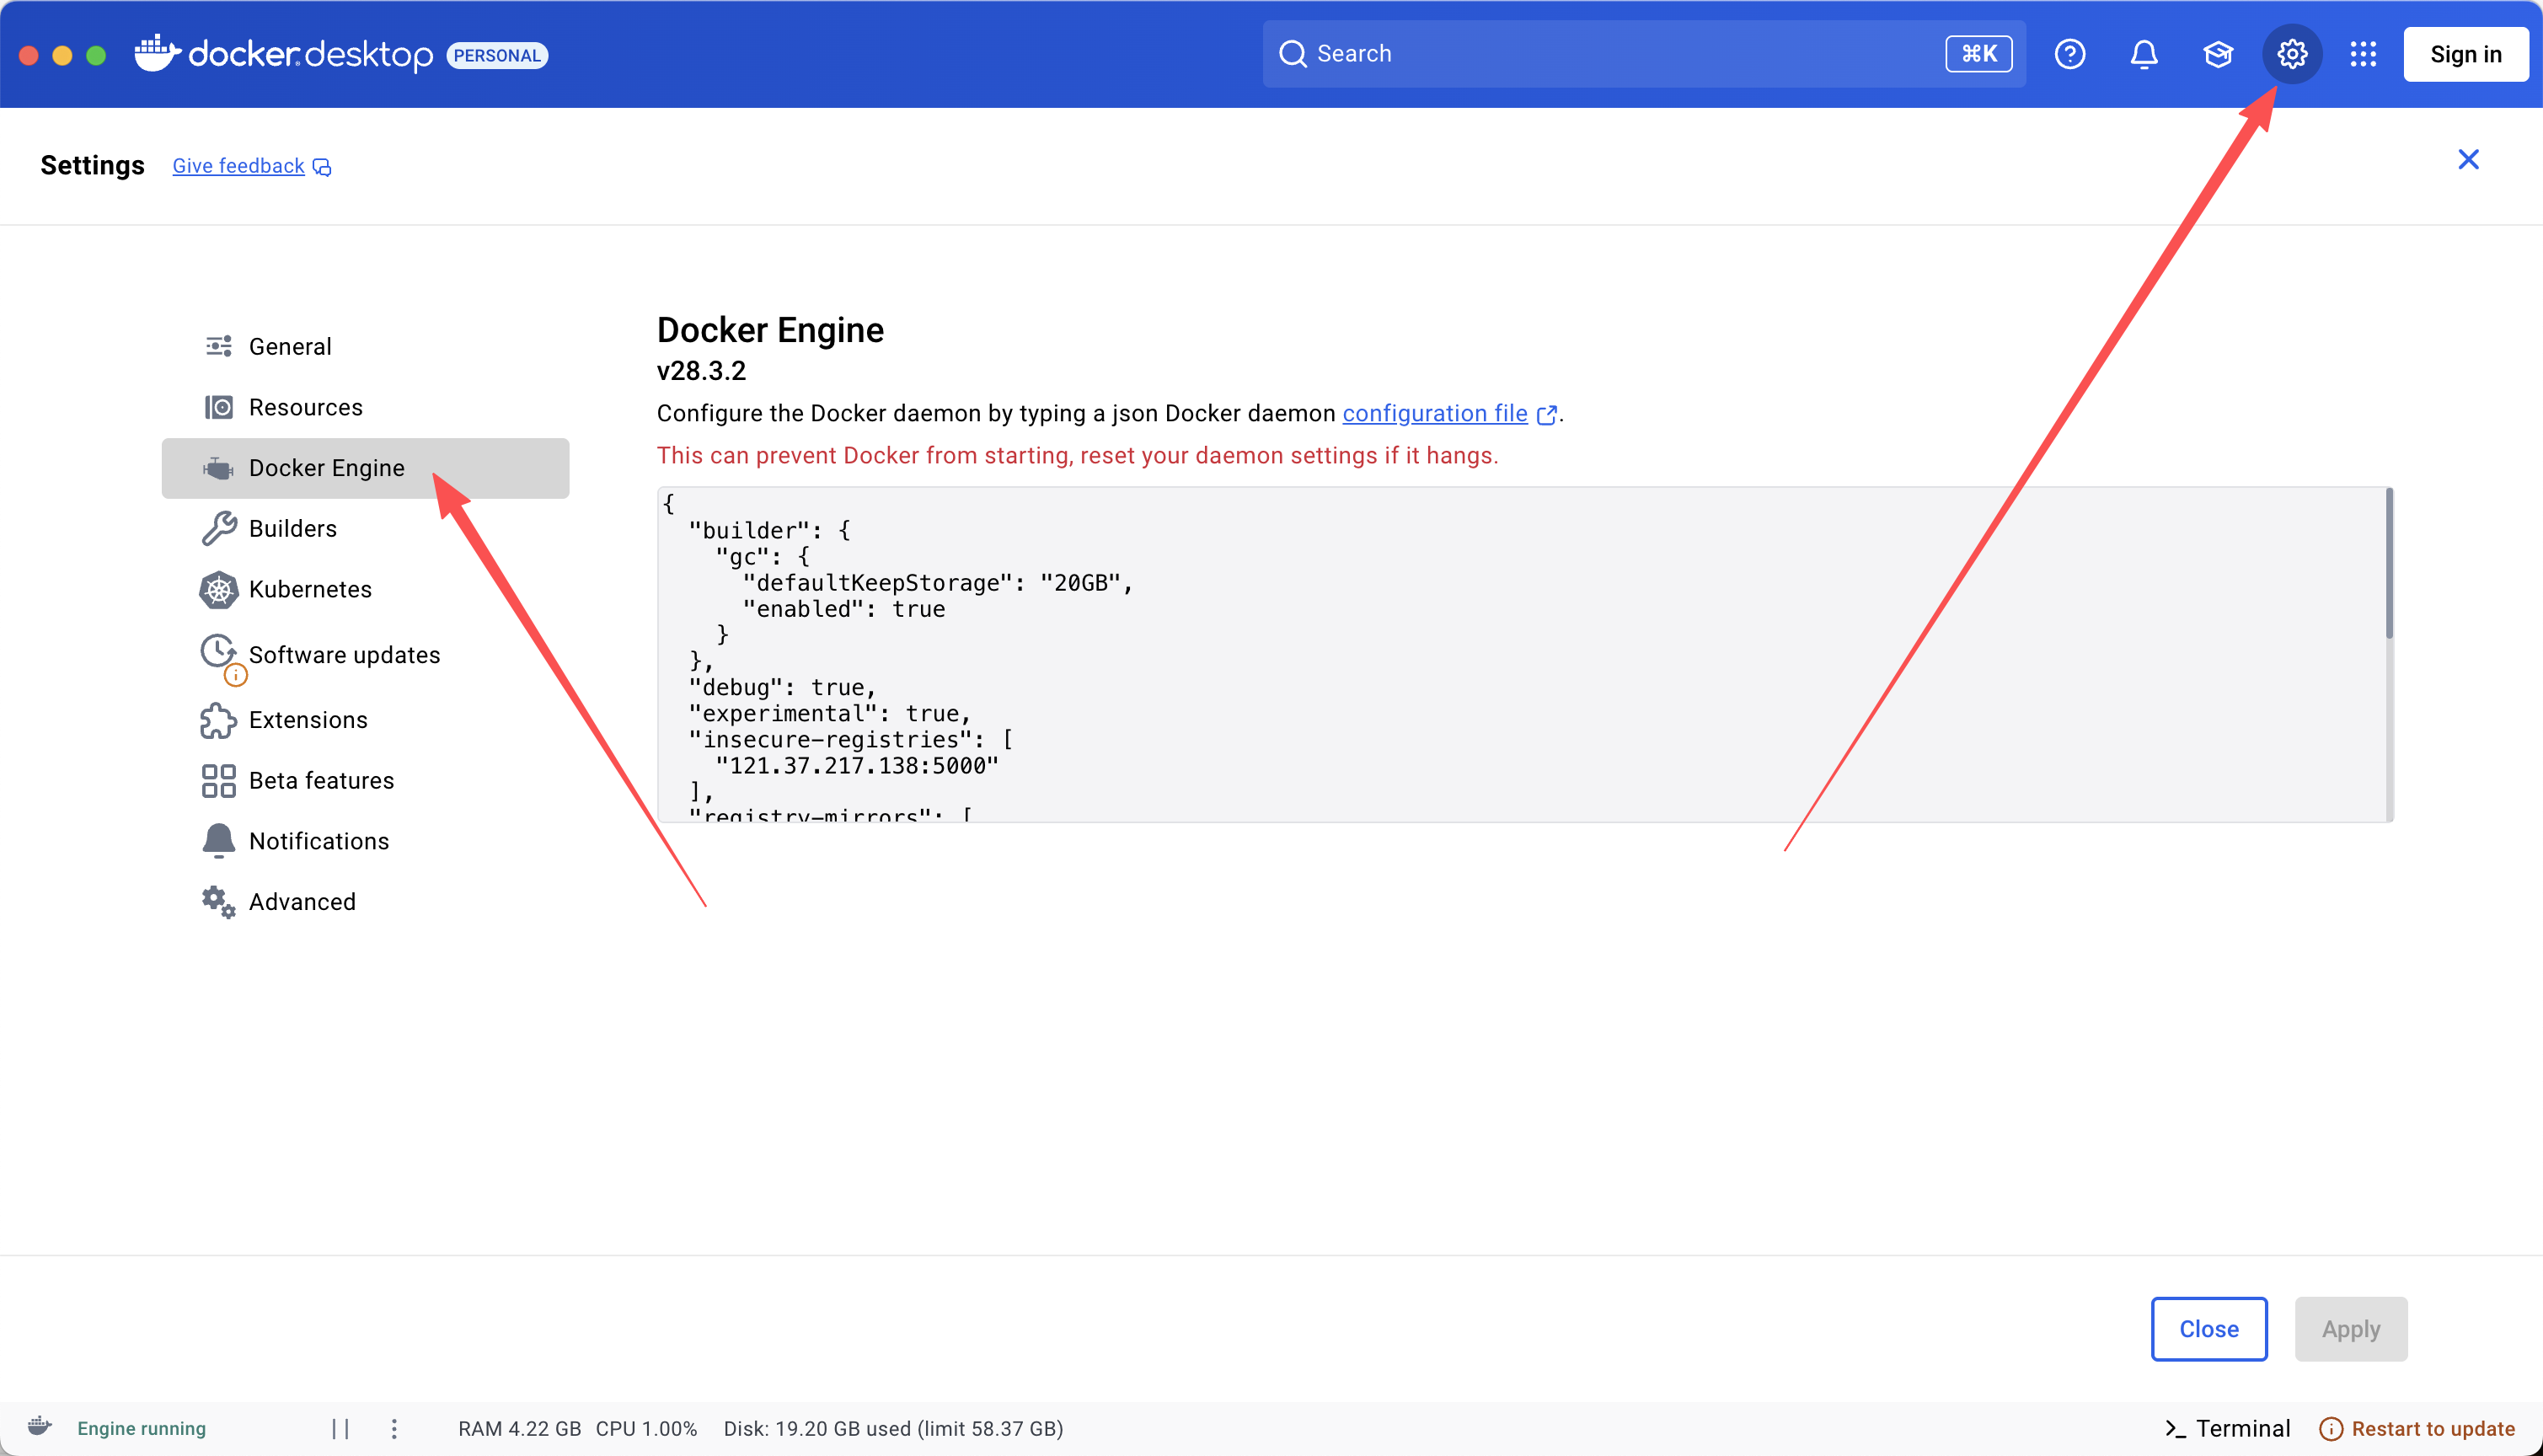 docker.desktop PERSONAL
Search ⌘K
Sign in
Settings Give feedback
General
Resources
Docker Engine
Builders
Kubernetes
Software updates
Extensions
Beta features
Notifications
Advanced
Docker Engine
v28.3.2
Configure the Docker daemon by typing a json Docker daemon configuration file.
This can prevent Docker from starting, reset your daemon settings if it hangs.
{
  "builder": {
    "gc": {
      "defaultKeepStorage": "20GB",
      "enabled": true
    }
  },
  "debug": true,
  "experimental": true,
  "insecure-registries": [
    "121.37.217.138:5000"
  ],
  "registry-mirrors": [
Close Apply
Engine running RAM 4.22 GB CPU 1.00% Disk: 19.20 GB used (limit 58.37 GB) >_ Terminal Restart to update